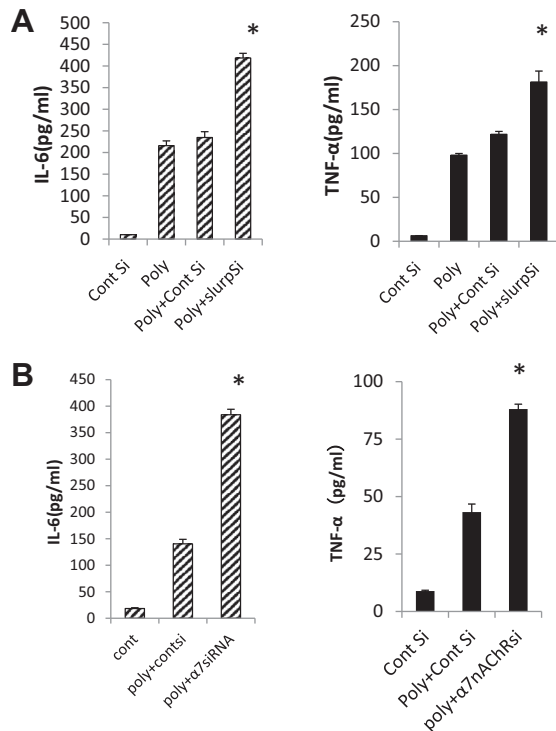 A
IL-6(pg/ml)
500
450
400
350
300
250
200
150
100
50
0
*
Cont Si
Poly
Poly+Cont Si
Poly+slurpSi
TNF-α(pg/ml)
250
200
150
100
50
0
*
Cont Si
Poly
Poly+Cont Si
Poly+slurpSi
B
IL-6(pg/ml)
450
400
350
300
250
200
150
100
50
0
*
cont
poly+contsi
poly+α7siRNA
TNF-α (pg/ml)
100
75
50
25
0
*
Cont Si
Poly+Cont Si
poly+α7nAChRsi